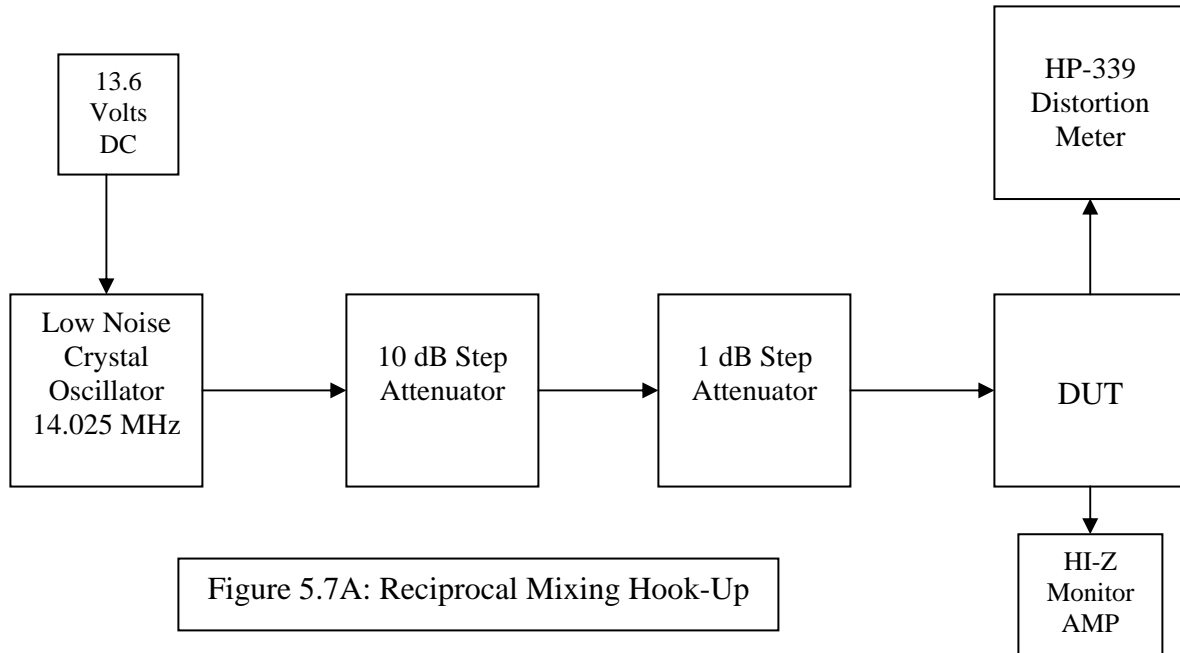 13.6
Volts
DC
HP-339
Distortion
Meter
Low Noise
Crystal
Oscillator
14.025 MHz
10 dB Step
Attenuator
1 dB Step
Attenuator
DUT
HI-Z
Monitor
AMP
Figure 5.7A: Reciprocal Mixing Hook-Up